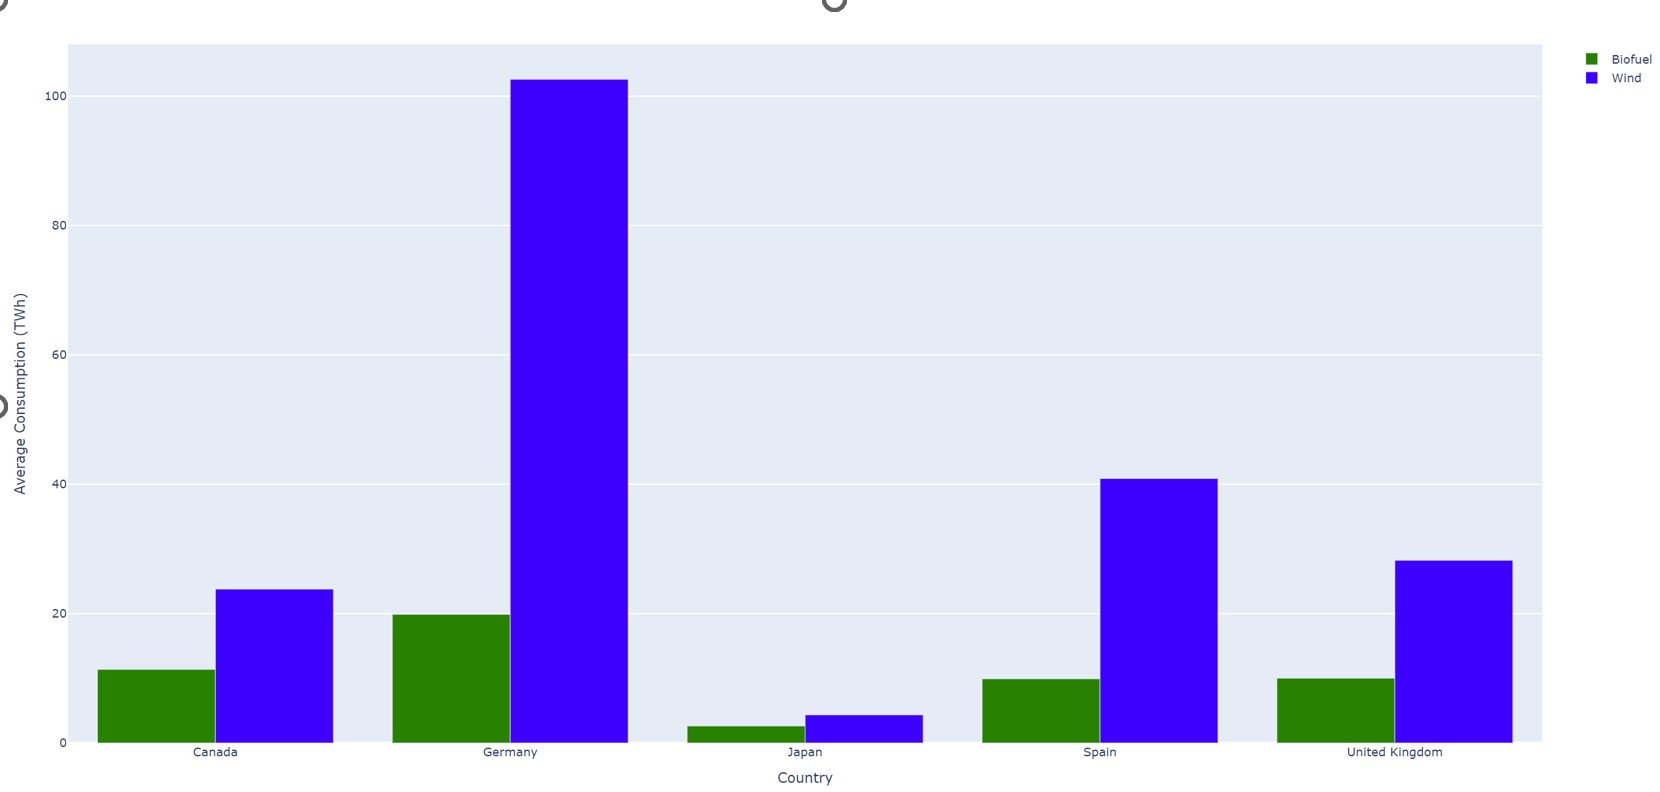 Biofuel
Wind
100
80
60
40
20
0
Average Consumption (TWh)
Canada
Germany
Japan
Spain
United Kingdom
Country